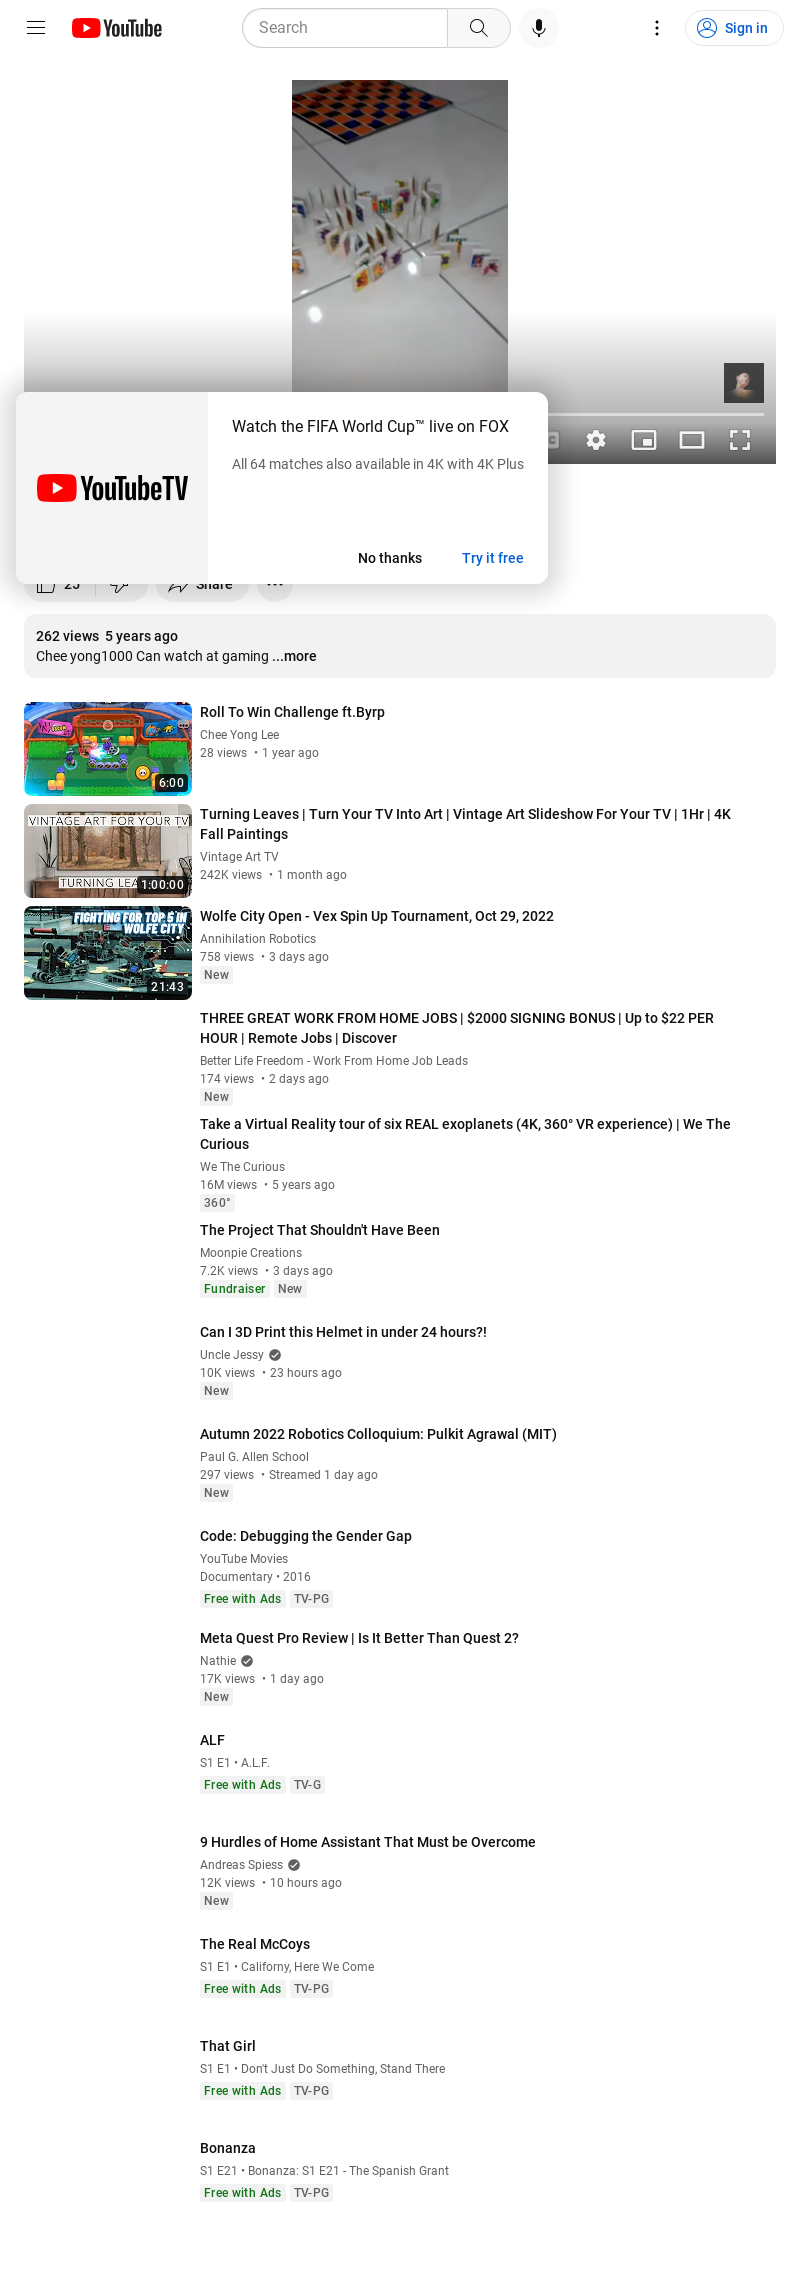 YouTube
Search
Sign in
Watch the FIFA World Cup™ live on FOX
All 64 matches also available in 4K with 4K Plus
YouTubeTV
No thanks
Try it free
25
Share
262 views 5 years ago
Chee yong1000 Can watch at gaming ...more
Roll To Win Challenge ft.Byrp
Chee Yong Lee
28 views • 1 year ago
6:00
Turning Leaves | Turn Your TV Into Art | Vintage Art Slideshow For Your TV | 1Hr | 4K
Fall Paintings
Vintage Art TV
242K views • 1 month ago
VINTAGE ART FOR YOUR TV
TURNING LEA
1:00:00
Wolfe City Open - Vex Spin Up Tournament, Oct 29, 2022
Annihilation Robotics
758 views • 3 days ago
New
FIGHTING FOR TOP 5 IN
WOLFE CITY
21:43
THREE GREAT WORK FROM HOME JOBS | $2000 SIGNING BONUS | Up to $22 PER
HOUR | Remote Jobs | Discover
Better Life Freedom - Work From Home Job Leads
174 views • 2 days ago
New
Take a Virtual Reality tour of six REAL exoplanets (4K, 360° VR experience) | We The
Curious
We The Curious
16M views • 5 years ago
360°
The Project That Shouldn't Have Been
Moonpie Creations
7.2K views • 3 days ago
Fundraiser New
Can I 3D Print this Helmet in under 24 hours?!
Uncle Jessy
10K views • 23 hours ago
New
Autumn 2022 Robotics Colloquium: Pulkit Agrawal (MIT)
Paul G. Allen School
297 views • Streamed 1 day ago
New
Code: Debugging the Gender Gap
YouTube Movies
Documentary • 2016
Free with Ads TV-PG
Meta Quest Pro Review | Is It Better Than Quest 2?
Nathie
17K views • 1 day ago
New
ALF
S1 E1 • A.L.F.
Free with Ads TV-G
9 Hurdles of Home Assistant That Must be Overcome
Andreas Spiess
12K views • 10 hours ago
New
The Real McCoys
S1 E1 • Californy, Here We Come
Free with Ads TV-PG
That Girl
S1 E1 • Don't Just Do Something, Stand There
Free with Ads TV-PG
Bonanza
S1 E21 • Bonanza: S1 E21 - The Spanish Grant
Free with Ads TV-PG